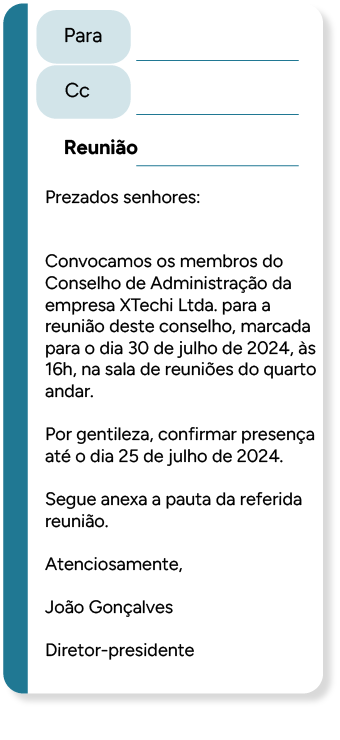 Para
Cc
Reunião
Prezados senhores:
Convocamos os membros do
Conselho de Administração da
empresa XTechi Ltda. para a
reunião deste conselho, marcada
para o dia 30 de julho de 2024, às
16h, na sala de reuniões do quarto
andar.
Por gentileza, confirmar presença
até o dia 25 de julho de 2024.
Segue anexa a pauta da referida
reunião.
Atenciosamente,
João Gonçalves
Diretor-presidente